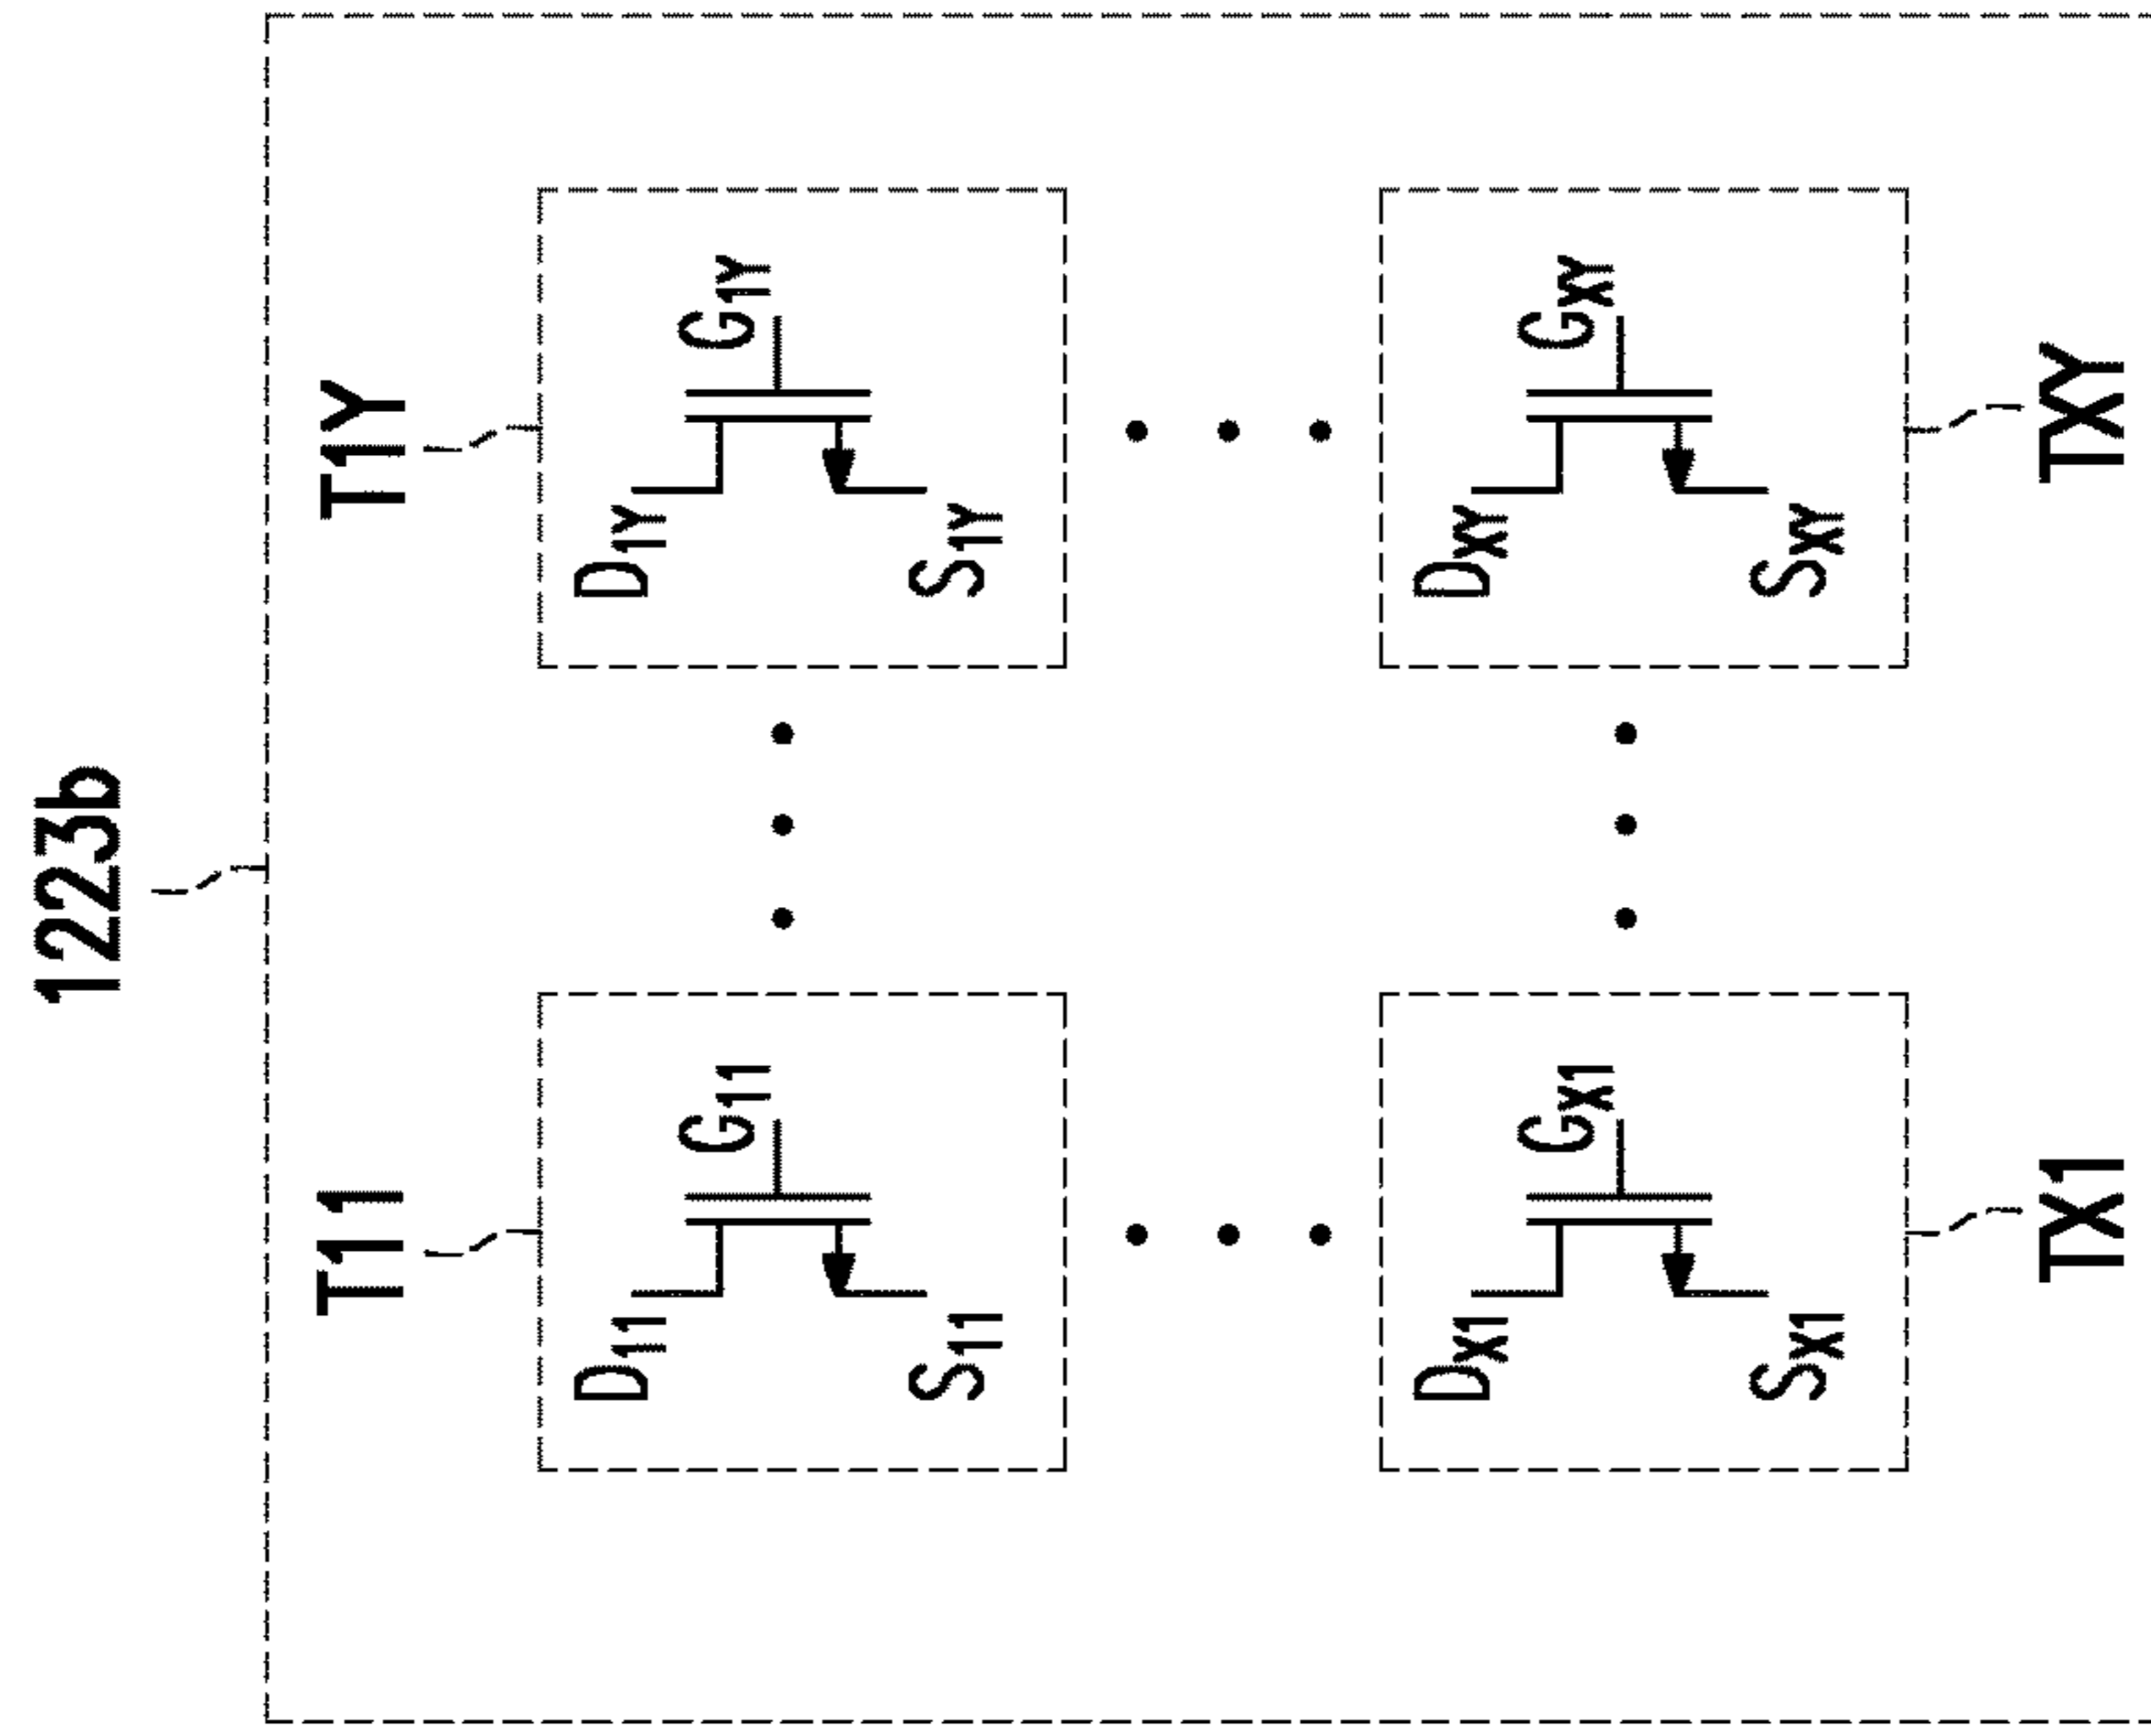 1223b
T11
T1Y
G₁₁
G₁Y
D₁₁
S₁₁
D₁Y
S₁Y
Gx₁
GxY
Dx₁
Sx₁
DxY
SxY
TX1
TXY